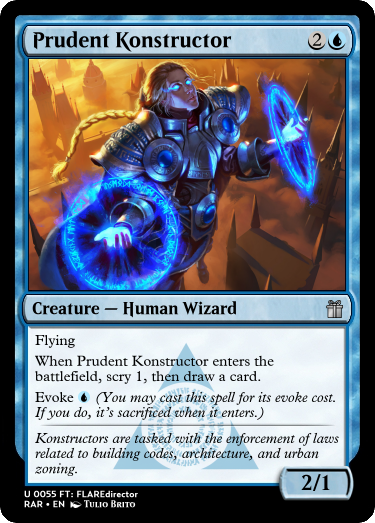 Prudent Konstructor 2
Creature — Human Wizard
Flying
When Prudent Konstructor enters the
battlefield, scry 1, then draw a card.
Evoke (You may cast this spell for its evoke cost.
If you do, it's sacrificed when it enters.)
Konstructors are tasked with the enforcement of laws
related to building codes, architecture, and urban
zoning.
2/1
U 0055 FT: FLAREdirector
RAR • EN Tulio Brito